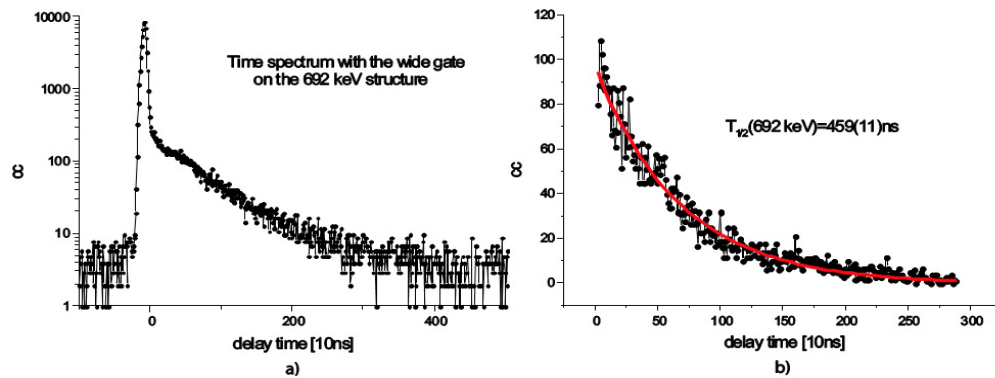 10000
1000
100
10
1
cc
Time spectrum with the wide gate
on the 692 keV structure
0
200
400
delay time [10ns]
a)
120
100
80
60
40
20
0
cc
T1/2(692 keV)=459(11)ns
0
50
100
150
200
250
300
delay time [10ns]
b)